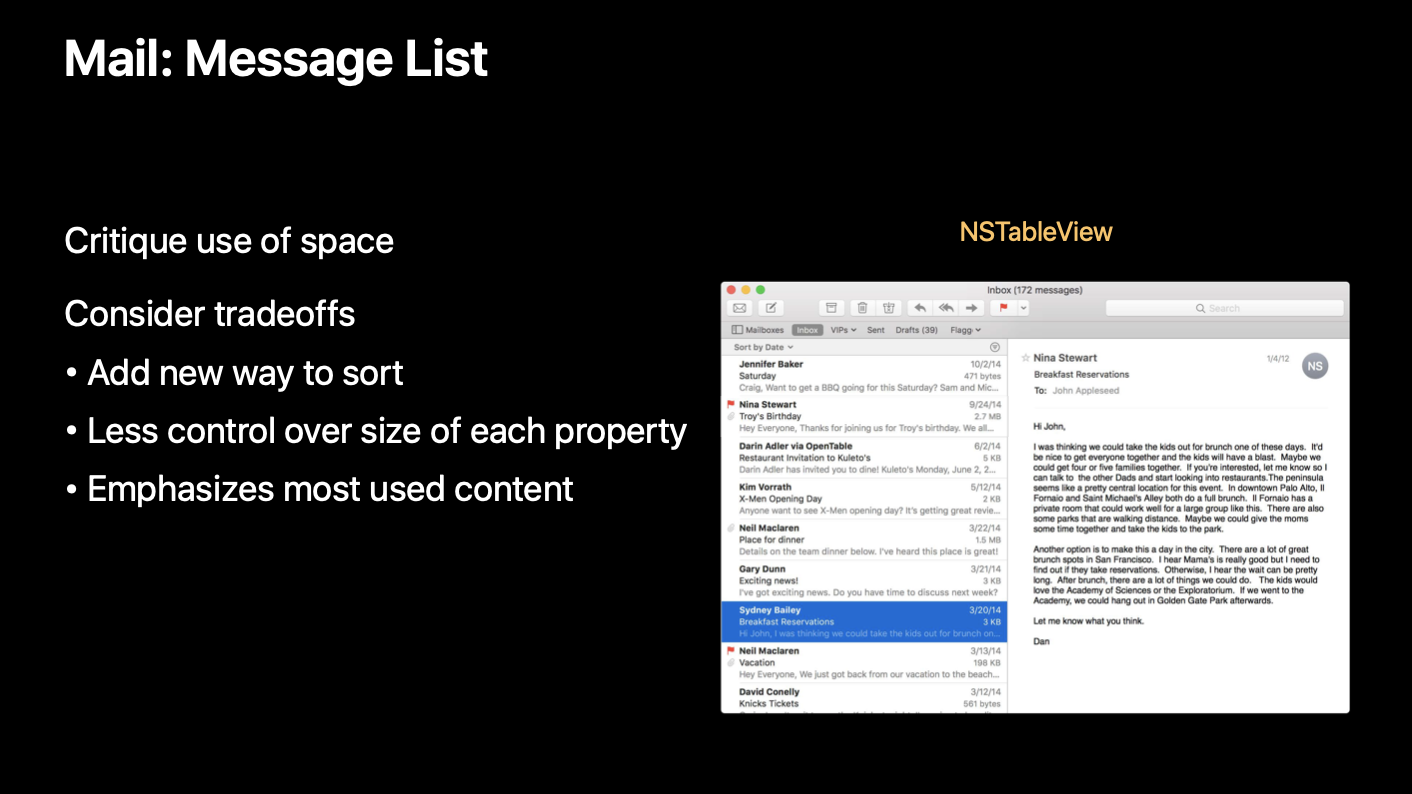 Mail: Message List
Critique use of space
Consider tradeoffs
• Add new way to sort
• Less control over size of each property
• Emphasizes most used content
NSTableView
Inbox (172 messages)
Search
Mailboxes Inbox VIPs Sent Drafts (39) Flagg
Sort by Date
Jennifer Baker 10/2/14
Saturday 471 bytes
Craig, Want to get a BBQ going for this Saturday? Sam and Mic...
Nina Stewart 9/24/14
Troy's Birthday 2.7 MB
Hey Everyone, Thanks for joining us for Troy's birthday. We all...
Darin Adler via OpenTable 6/2/14
Restaurant Invitation to Kuleto's 5 KB
Darin Adler has invited you to dine! Kuleto's Monday, June 2, 2...
Kim Vorrath 5/12/14
X-Men Opening Day 2 KB
Anyone want to see X-Men opening day? It's getting great revie...
Neil Maclaren 3/22/14
Place for dinner 1.5 MB
Details on the team dinner below. I've heard this place is great!
Gary Dunn 3/21/14
Exciting news! 3 KB
I've got exciting news. Do you have time to discuss next week?
Sydney Bailey 3/20/14
Breakfast Reservations 3 KB
Hi John, I was thinking we could take the kids out for brunch on...
Neil Maclaren 3/13/14
Vacation 198 KB
Hey Everyone, We just got back from our vacation to the beach...
David Conelly 3/12/14
Knicks Tickets 561 bytes
Nina Stewart 1/4/12
NS
Breakfast Reservations
To: John Appleseed
Hi John,
I was thinking we could take the kids out for brunch one of these days. It'd
be nice to get everyone together and the kids will have a blast. Maybe we
could get four or five families together. If you're interested, let me know so I
can talk to the other Dads and start looking into restaurants.The peninsula
seems like a pretty central location for this event. In downtown Palo Alto, Il
Fornaio and Saint Michael's Alley both do a full brunch. Il Fornaio has a
private room that could work well for a large group like this. There are also
some parks that are walking distance. Maybe we could give the moms
some time together and take the kids to the park.
Another option is to make this a day in the city. There are a lot of great
brunch spots in San Francisco. I hear Mama's is really good but I need to
find out if they take reservations. Otherwise, I hear the wait can be pretty
long. After brunch, there are a lot of things we could do. The kids would
love the Academy of Sciences or the Exploratorium. If we went to the
Academy, we could hang out in Golden Gate Park afterwards.
Let me know what you think.
Dan